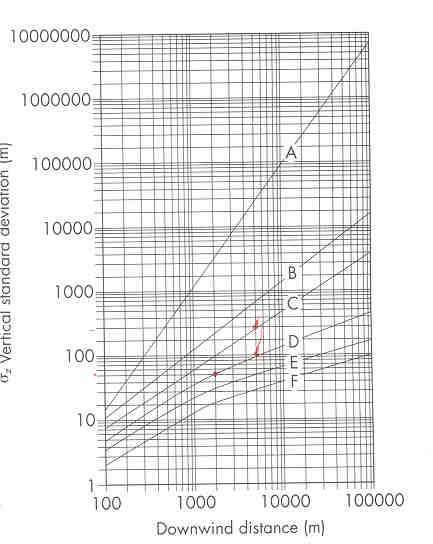 10000000
1000000
100000
10000
1000
100
10
1
σz Vertical standard deviation (m)
A
B
C
D
E
F
100 1000 10000 100000
Downwind distance (m)